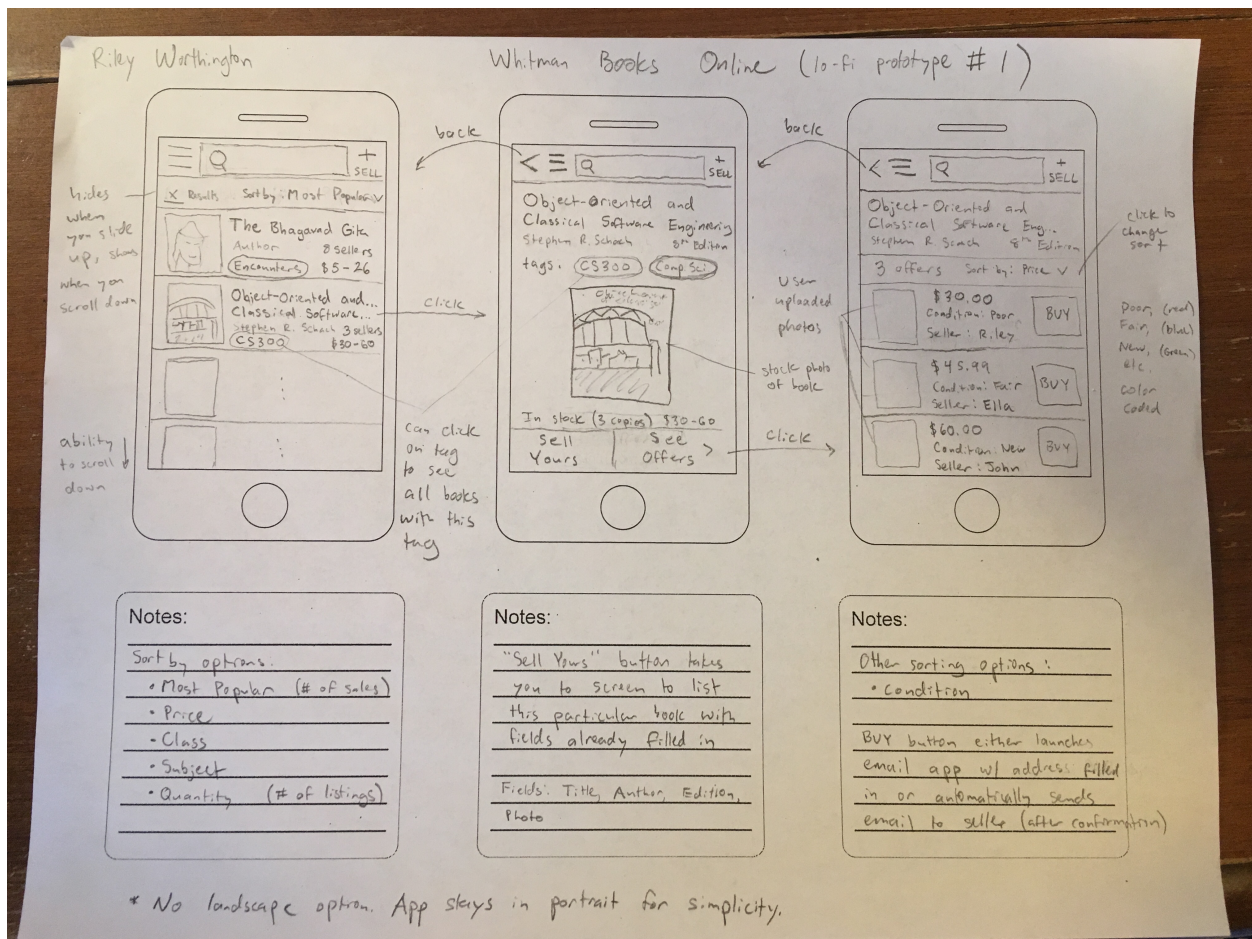 Riley Worthington
Whitman Books Online (lo-fi prototype #1)
+
SELL
X Results Sort by: Most Popular
The Bhagavad Gita
Author 8 sellers
Encounters $5-26
Object-Oriented and...
Classical Software...
Stephen R. Schach 3 sellers
CS300 $30-60
hides
when
you slide
up, shows
when you
scroll down
ability
to scroll
down
back
click
can click
on tag
to see
all books
with this
tag
<
+
SELL
Object-Oriented and
Classical Software Engineering
Stephen R. Schach 8th Edition
tags: CS300 Comp Sci
In stock (3 copies) $30-60
Sell
Yours
See
Offers >
back
User
uploaded
photos
stock photo
of book
click
<
+
SELL
Object-Oriented and
Classical Software Eng...
Stephen R. Schach 8th Edition
3 offers Sort by: Price
$30.00
Condition: Poor
Seller: Riley
BUY
$45.99
Condition: Fair
Seller: Ella
BUY
$60.00
Condition: New
Seller: John
BUY
click to
change
sort
Poor, (red)
Fair, (blue)
New, (Green)
etc.
color
coded
Notes:
Sort by options:
• Most Popular (# of sales)
• Price
• Class
• Subject
• Quantity (# of listings)
Notes:
"Sell Yours" button takes
you to screen to list
this particular book with
fields already filled in
Fields: Title, Author, Edition,
Photo
Notes:
Other sorting options:
• Condition
BUY button either launches
email app w/ address filled
in or automatically sends
email to seller (after confirmation)
* No landscape option. App stays in portrait for simplicity.